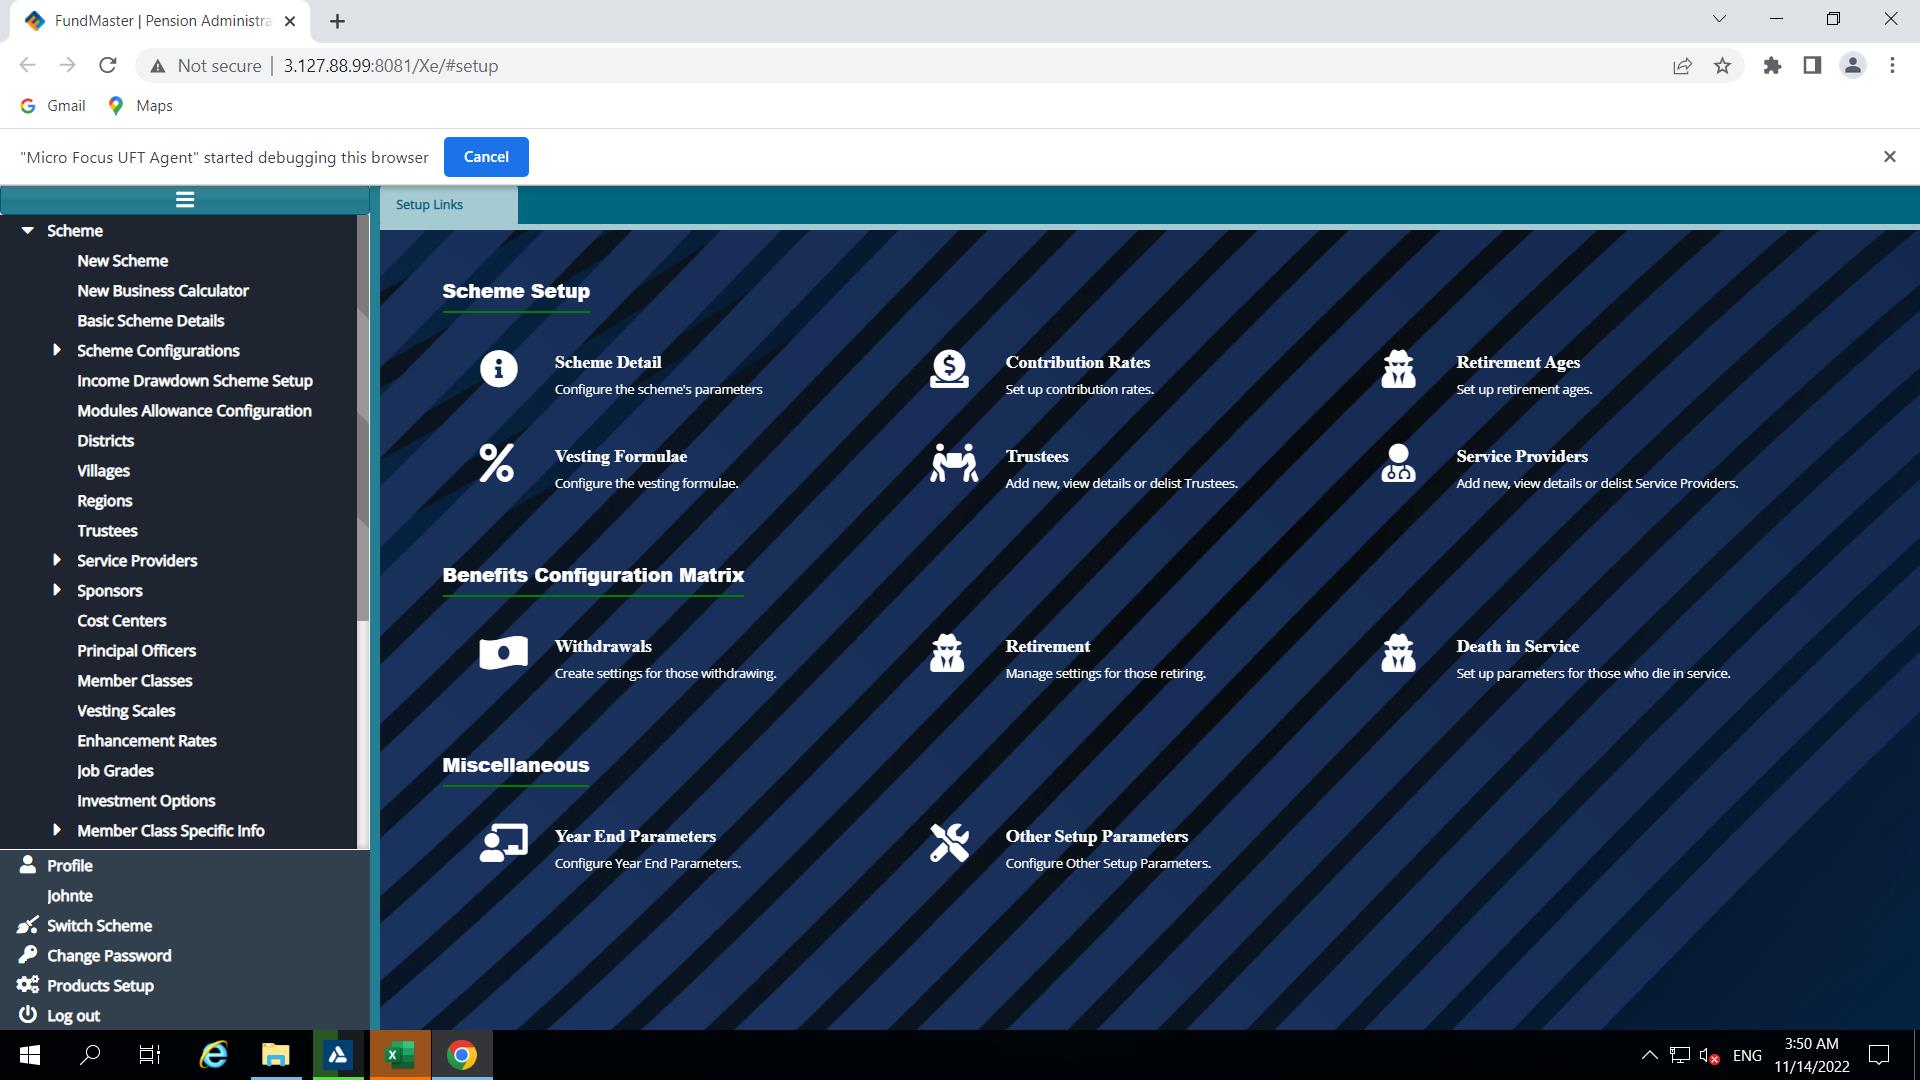 FundMaster | Pension Administra
Not secure
3.127.88.99:8081/Xe/#setup
Gmail
Maps
"Micro Focus UFT Agent" started debugging this browser
Cancel
Scheme
New Scheme
New Business Calculator
Basic Scheme Details
Scheme Configurations
Income Drawdown Scheme Setup
Modules Allowance Configuration
Districts
Villages
Regions
Trustees
Service Providers
Sponsors
Cost Centers
Principal Officers
Member Classes
Vesting Scales
Enhancement Rates
Job Grades
Investment Options
Member Class Specific Info
Profile
Johnte
Switch Scheme
Change Password
Products Setup
Log out
Setup Links
Scheme Setup
Scheme Detail
Configure the scheme's parameters
Contribution Rates
Set up contribution rates.
Retirement Ages
Set up retirement ages.
Vesting Formulae
Configure the vesting formulae.
Trustees
Add new, view details or delist Trustees.
Service Providers
Add new, view details or delist Service Providers.
Benefits Configuration Matrix
Withdrawals
Create settings for those withdrawing.
Retirement
Manage settings for those retiring.
Death in Service
Set up parameters for those who die in service.
Miscellaneous
Year End Parameters
Configure Year End Parameters.
Other Setup Parameters
Configure Other Setup Parameters.
ENG
3:50 AM
11/14/2022